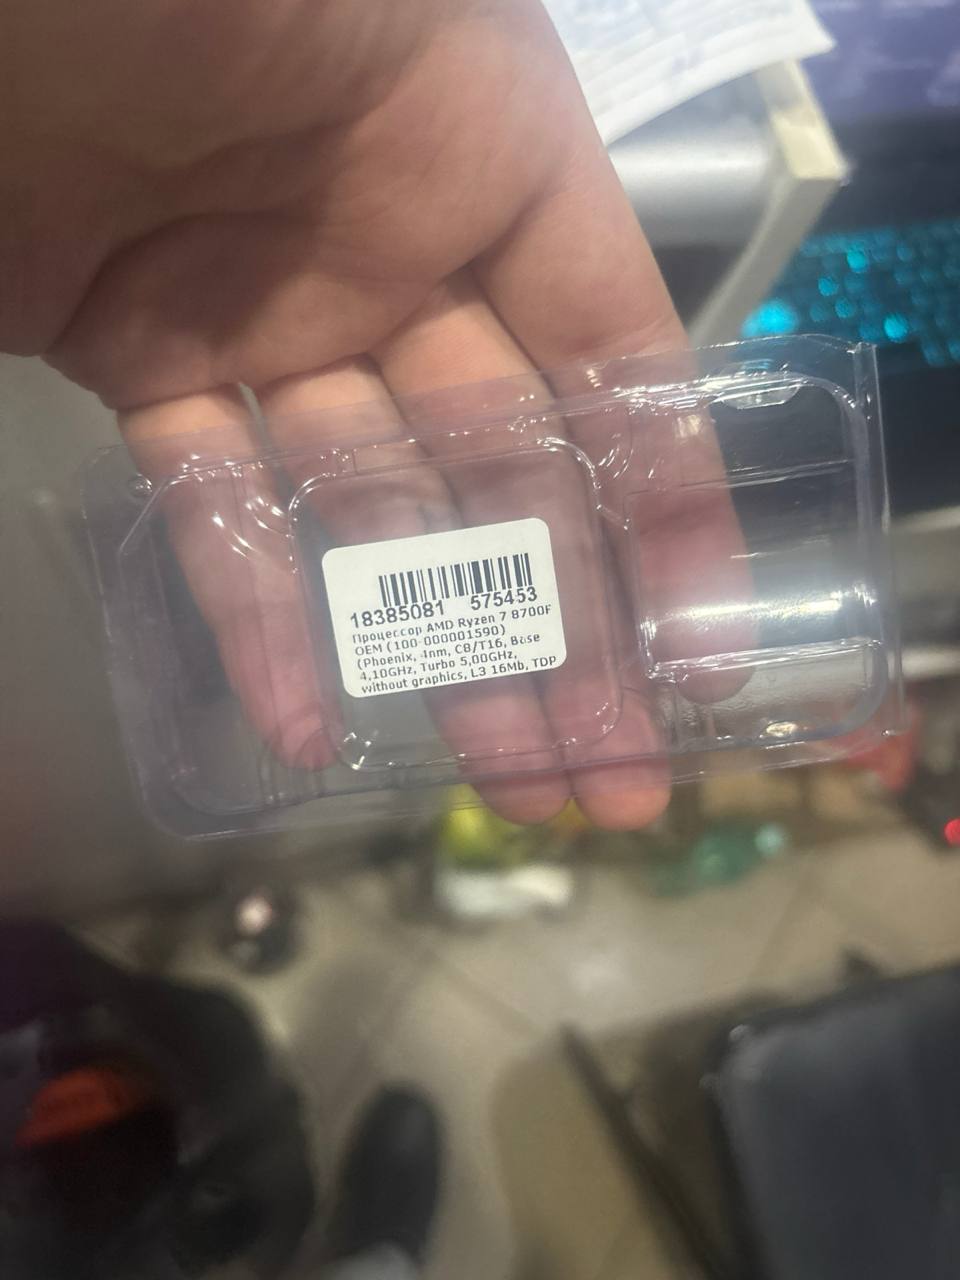 18385081 575453
Процессор AMD Ryzen 7 8700F
OEM (100-000001590)
(Phoenix, 4nm, C8/T16, Base
4,10GHz, Turbo 5,00GHz,
without graphics, L3 16Mb, TDP